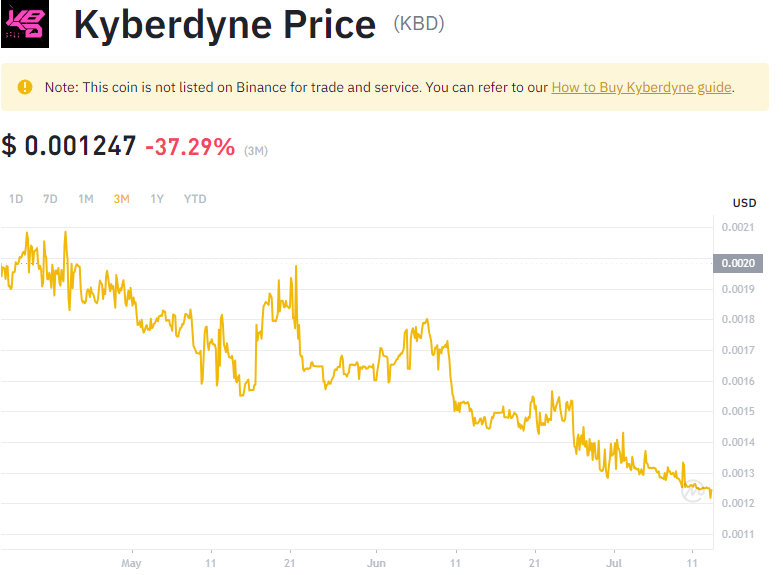 Kyberdyne Price (KBD)
Note: This coin is not listed on Binance for trade and service. You can refer to our How to Buy Kyberdyne guide.
$ 0.001247 -37.29% (3M)
1D 7D 1M 3M 1Y YTD
USD
0.0021
0.0020
0.0019
0.0018
0.0017
0.0016
0.0015
0.0014
0.0013
0.0012
0.0011
May 11 21 Jun 11 21 Jul 11